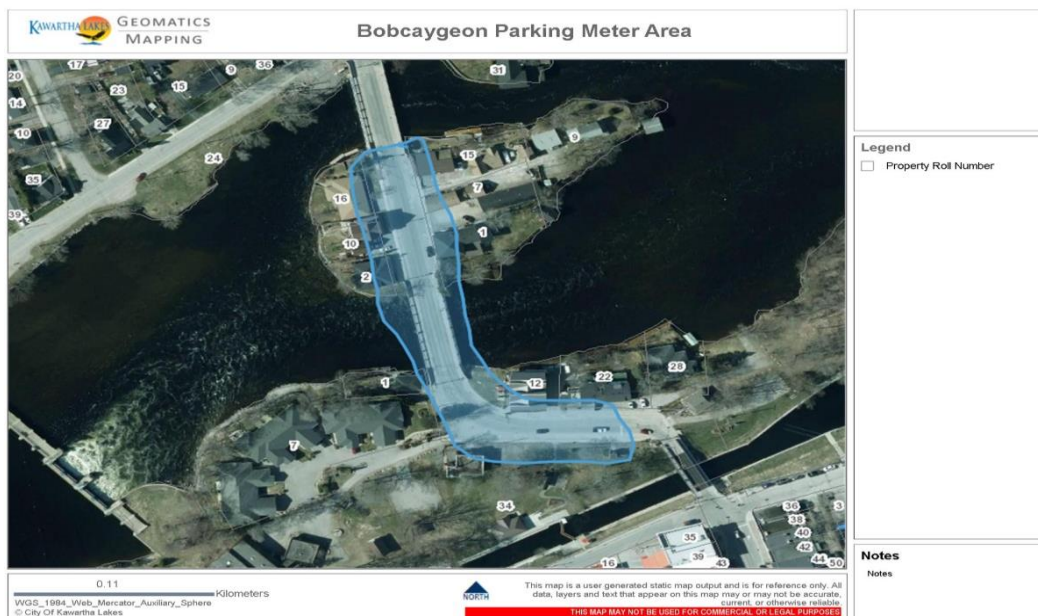 KAWARTHA LAKES
GEOMATICS
MAPPING
Bobcaygeon Parking Meter Area
20
17
23
15
9
36
31
14
27
10
24
35
39
15
9
7
16
10
1
2
1
12
22
28
7
34
36
38
40
42
44
50
3
35
39
43
16
Legend
Property Roll Number
Notes
Notes
0.11
Kilometers
WGS_1984_Web_Mercator_Auxiliary_Sphere
© City Of Kawartha Lakes
NORTH
This map is a user generated static map output and is for reference only. All
data, layers and text that appear on this map may or may not be accurate,
current, or otherwise reliable.
THIS MAP MAY NOT BE USED FOR COMMERCIAL OR LEGAL PURPOSES